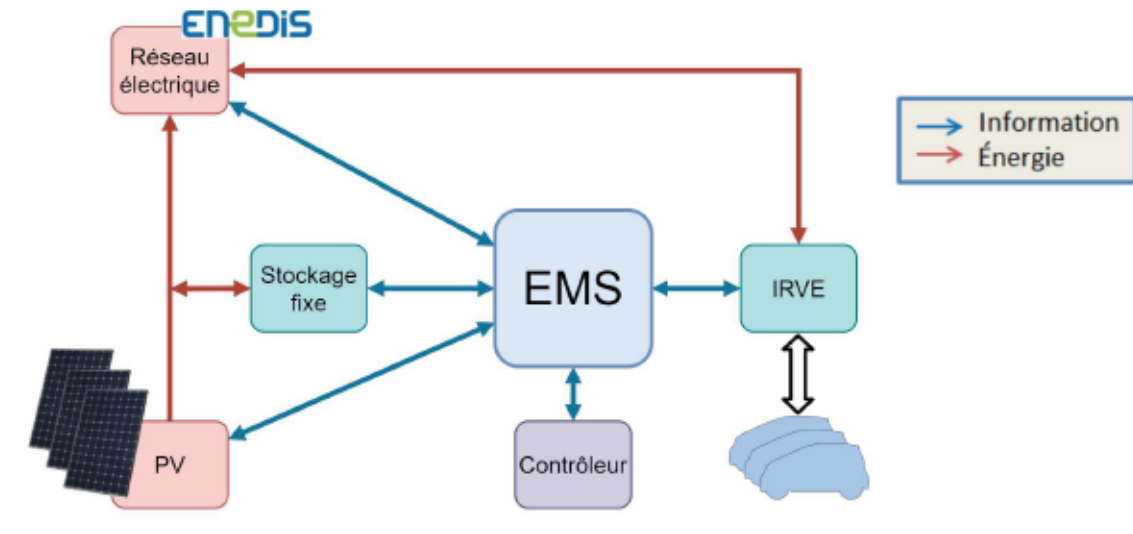 ENEDIS
Réseau
électrique
Information
Énergie
Stockage
fixe
EMS
IRVE
PV
Contrôleur